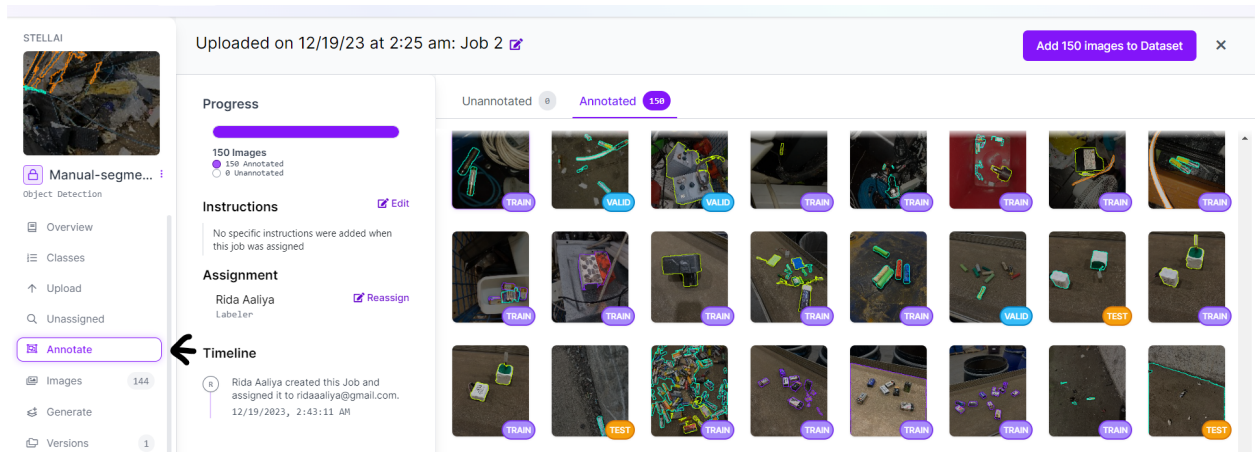 STELLAI
Manual-segme...
Object Detection
Overview
Classes
Upload
Unassigned
Annotate
Images 144
Generate
Versions 1
Uploaded on 12/19/23 at 2:25 am: Job 2
Add 150 images to Dataset
Progress
150 Images
150 Annotated
0 Unannotated
Instructions
Edit
No specific instructions were added when
this job was assigned
Assignment
Rida Aaliya
Reassign
Labeler
Timeline
R
Rida Aaliya created this Job and
assigned it to ridaaaliya@gmail.com.
12/19/2023, 2:43:11 AM
Unannotated 0 Annotated 150
TRAIN VALID VALID TRAIN TRAIN TRAIN TRAIN TRAIN
TRAIN TRAIN TRAIN TRAIN TRAIN VALID TEST TRAIN
TRAIN TEST TRAIN TRAIN TRAIN TRAIN TRAIN TEST